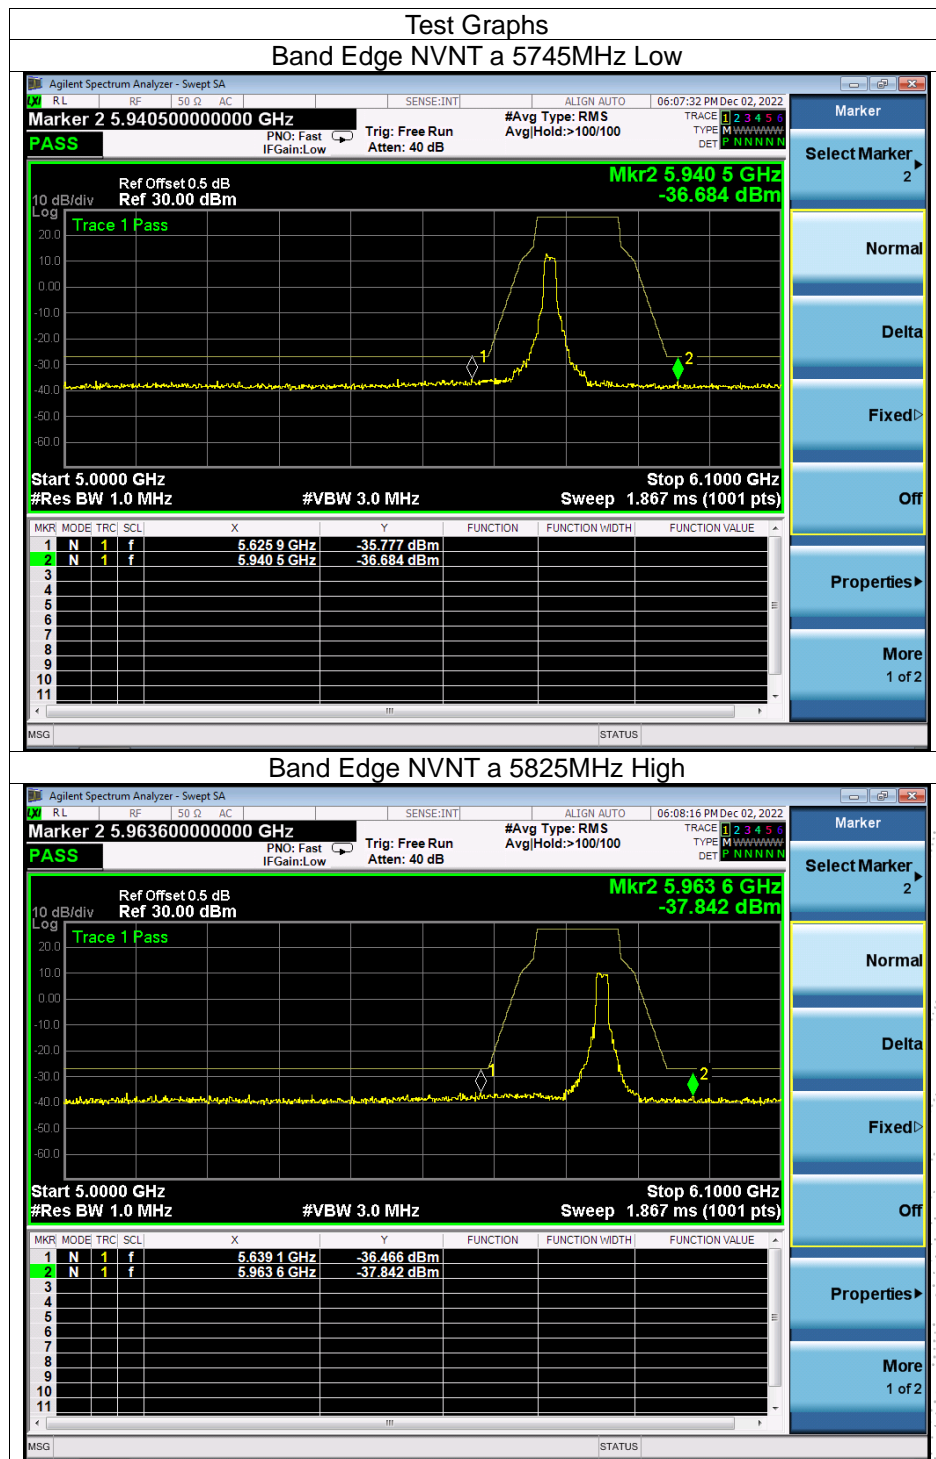 Test Graphs
Band Edge NVNT a 5745MHz Low
Agilent Spectrum Analyzer - Swept SA
LXI RL RF 50 Ω AC SENSE:INT ALIGN AUTO 06:07:32 PM Dec 02, 2022
Marker 2 5.940500000000 GHz
PASS
PNO: Fast
IFGain:Low
Trig: Free Run
Atten: 40 dB
#Avg Type: RMS
Avg|Hold:>100/100
TRACE 1 2 3 4 5 6
TYPE M WWWWW
DET P N N N N N
Mkr2 5.940 5 GHz
-36.684 dBm
Ref Offset 0.5 dB
10 dB/div Ref 30.00 dBm
Log
Trace 1 Pass
20.0
10.0
0.00
-10.0
-20.0
-30.0
-40.0
-50.0
-60.0
1
2
Start 5.0000 GHz Stop 6.1000 GHz
#Res BW 1.0 MHz #VBW 3.0 MHz Sweep 1.867 ms (1001 pts)
MKR MODE TRC SCL X Y FUNCTION FUNCTION WIDTH FUNCTION VALUE
1 N 1 f 5.625 9 GHz -35.777 dBm
2 N 1 f 5.940 5 GHz -36.684 dBm
3
4
5
6
7
8
9
10
11
MSG STATUS
Marker
Select Marker
2
Normal
Delta
Fixed
Off
Properties
More
1 of 2
Band Edge NVNT a 5825MHz High
Agilent Spectrum Analyzer - Swept SA
LXI RL RF 50 Ω AC SENSE:INT ALIGN AUTO 06:08:16 PM Dec 02, 2022
Marker 2 5.963600000000 GHz
PASS
PNO: Fast
IFGain:Low
Trig: Free Run
Atten: 40 dB
#Avg Type: RMS
Avg|Hold:>100/100
TRACE 1 2 3 4 5 6
TYPE M WWWWW
DET P N N N N N
Mkr2 5.963 6 GHz
-37.842 dBm
Ref Offset 0.5 dB
10 dB/div Ref 30.00 dBm
Log
Trace 1 Pass
20.0
10.0
0.00
-10.0
-20.0
-30.0
-40.0
-50.0
-60.0
1
2
Start 5.0000 GHz Stop 6.1000 GHz
#Res BW 1.0 MHz #VBW 3.0 MHz Sweep 1.867 ms (1001 pts)
MKR MODE TRC SCL X Y FUNCTION FUNCTION WIDTH FUNCTION VALUE
1 N 1 f 5.639 1 GHz -36.466 dBm
2 N 1 f 5.963 6 GHz -37.842 dBm
3
4
5
6
7
8
9
10
11
MSG STATUS
Marker
Select Marker
2
Normal
Delta
Fixed
Off
Properties
More
1 of 2